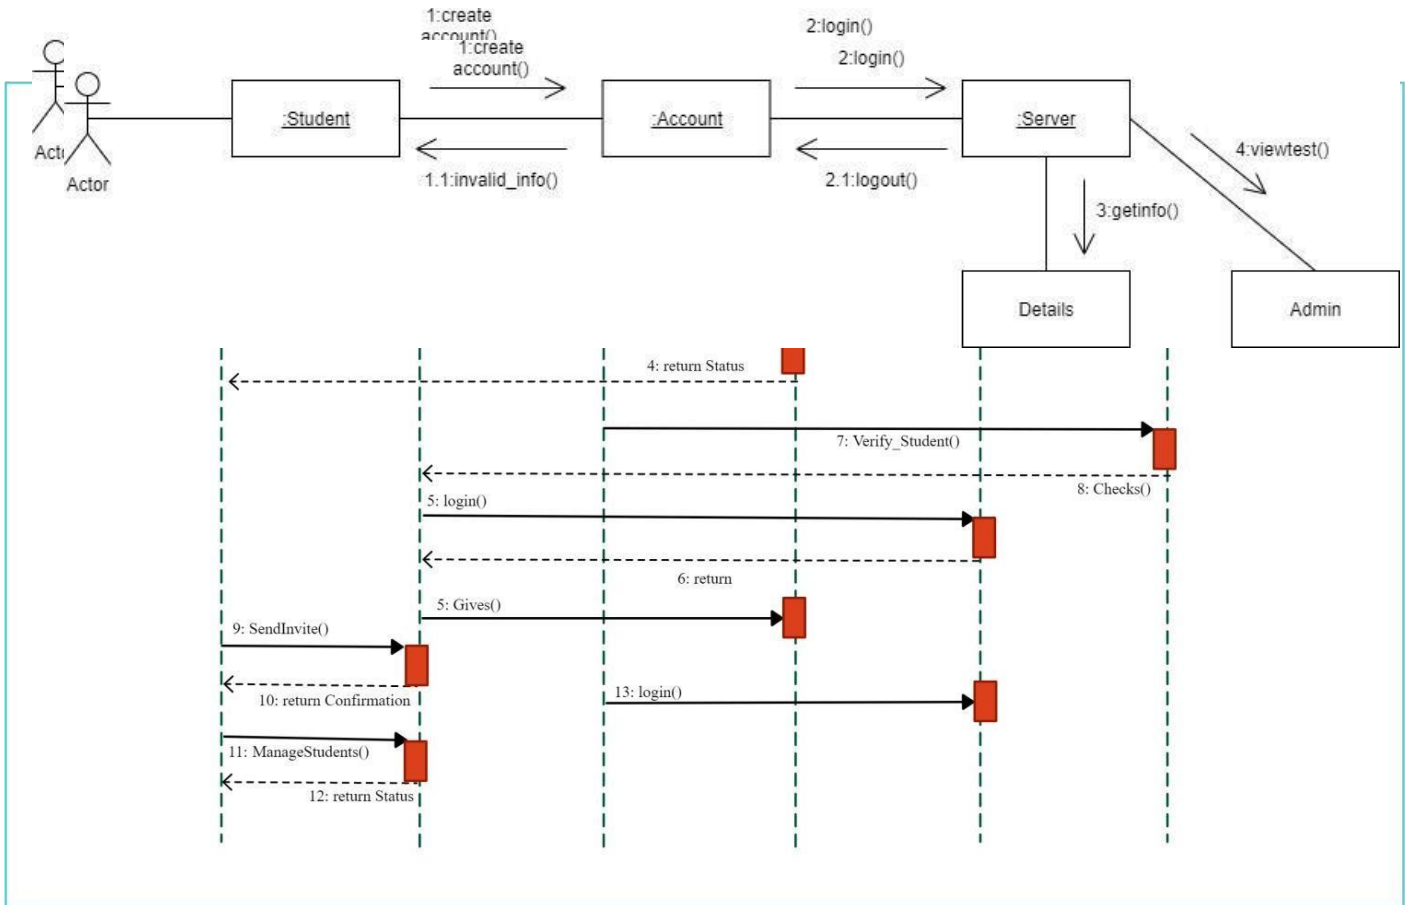 1:create
account()
1:create
account()
2:login()
2:login()
:Student
:Account
:Server
4:viewtest()
Actor
1.1:invalid_info()
2.1:logout()
3:getinfo()
Details
Admin
4: return Status
7: Verify_Student()
8: Checks()
5: login()
6: return
5: Gives()
9: SendInvite()
10: return Confirmation
13: login()
11: ManageStudents()
12: return Status